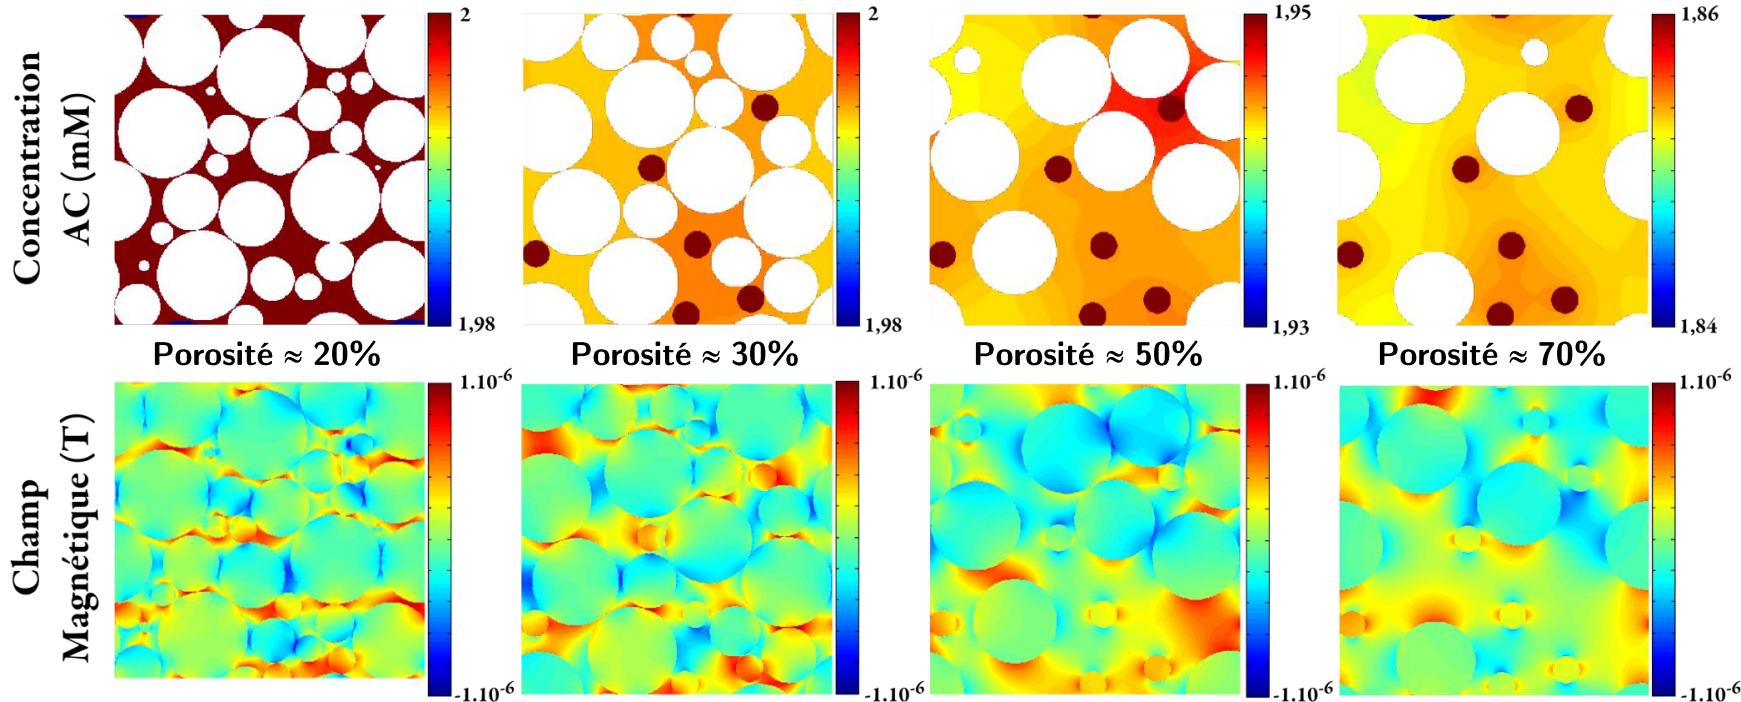 Concentration
AC (mM)
2
1.98
2
1,98
1,95
1,93
1,86
1,84
Porosité ≈ 20%
Porosité ≈ 30%
Porosité ≈ 50%
Porosité ≈ 70%
Champ
Magnétique (T)
1.10⁻⁶
-1.10⁻⁶
1.10⁻⁶
-1.10⁻⁶
1.10⁻⁶
-1.10⁻⁶
1.10⁻⁶
-1.10⁻⁶